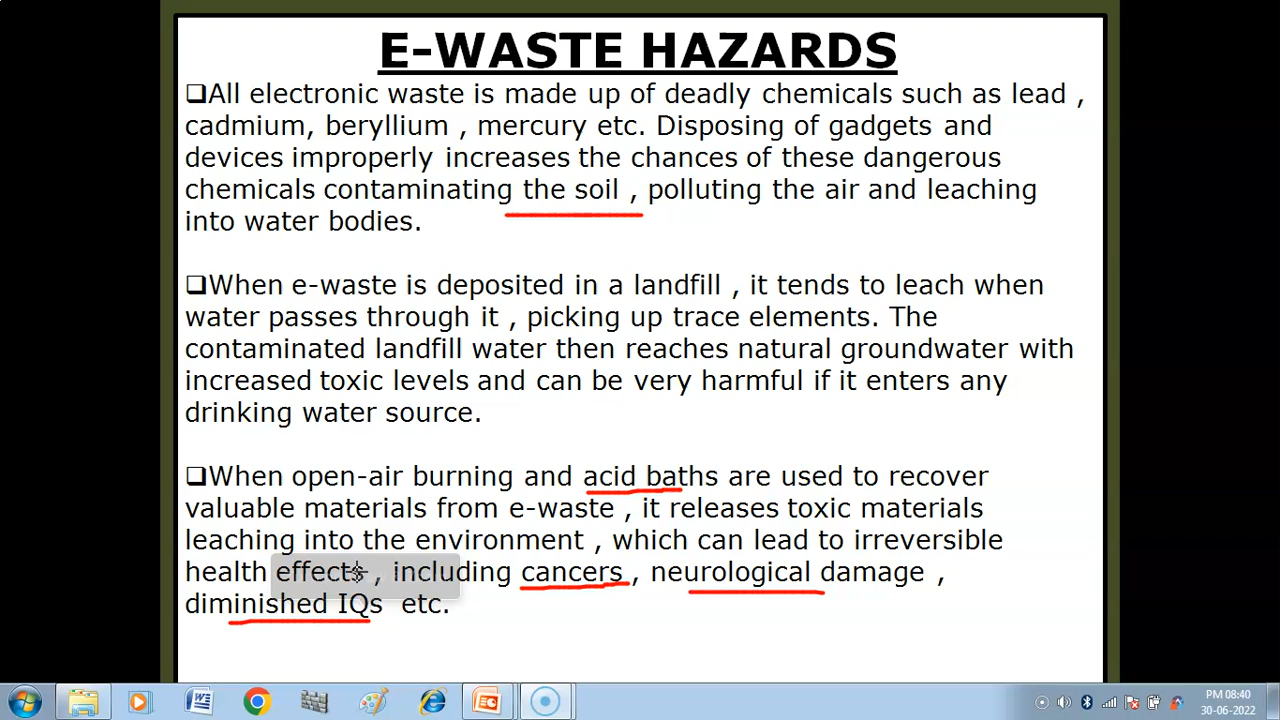 E-WASTE HAZARDS
❑All electronic waste is made up of deadly chemicals such as lead ,
cadmium, beryllium , mercury etc. Disposing of gadgets and
devices improperly increases the chances of these dangerous
chemicals contaminating the soil , polluting the air and leaching
into water bodies.
❑When e-waste is deposited in a landfill , it tends to leach when
water passes through it , picking up trace elements. The
contaminated landfill water then reaches natural groundwater with
increased toxic levels and can be very harmful if it enters any
drinking water source.
❑When open-air burning and acid baths are used to recover
valuable materials from e-waste , it releases toxic materials
leaching into the environment , which can lead to irreversible
health effects , including cancers , neurological damage ,
diminished IQs etc.
PM 08:40
30-06-2022